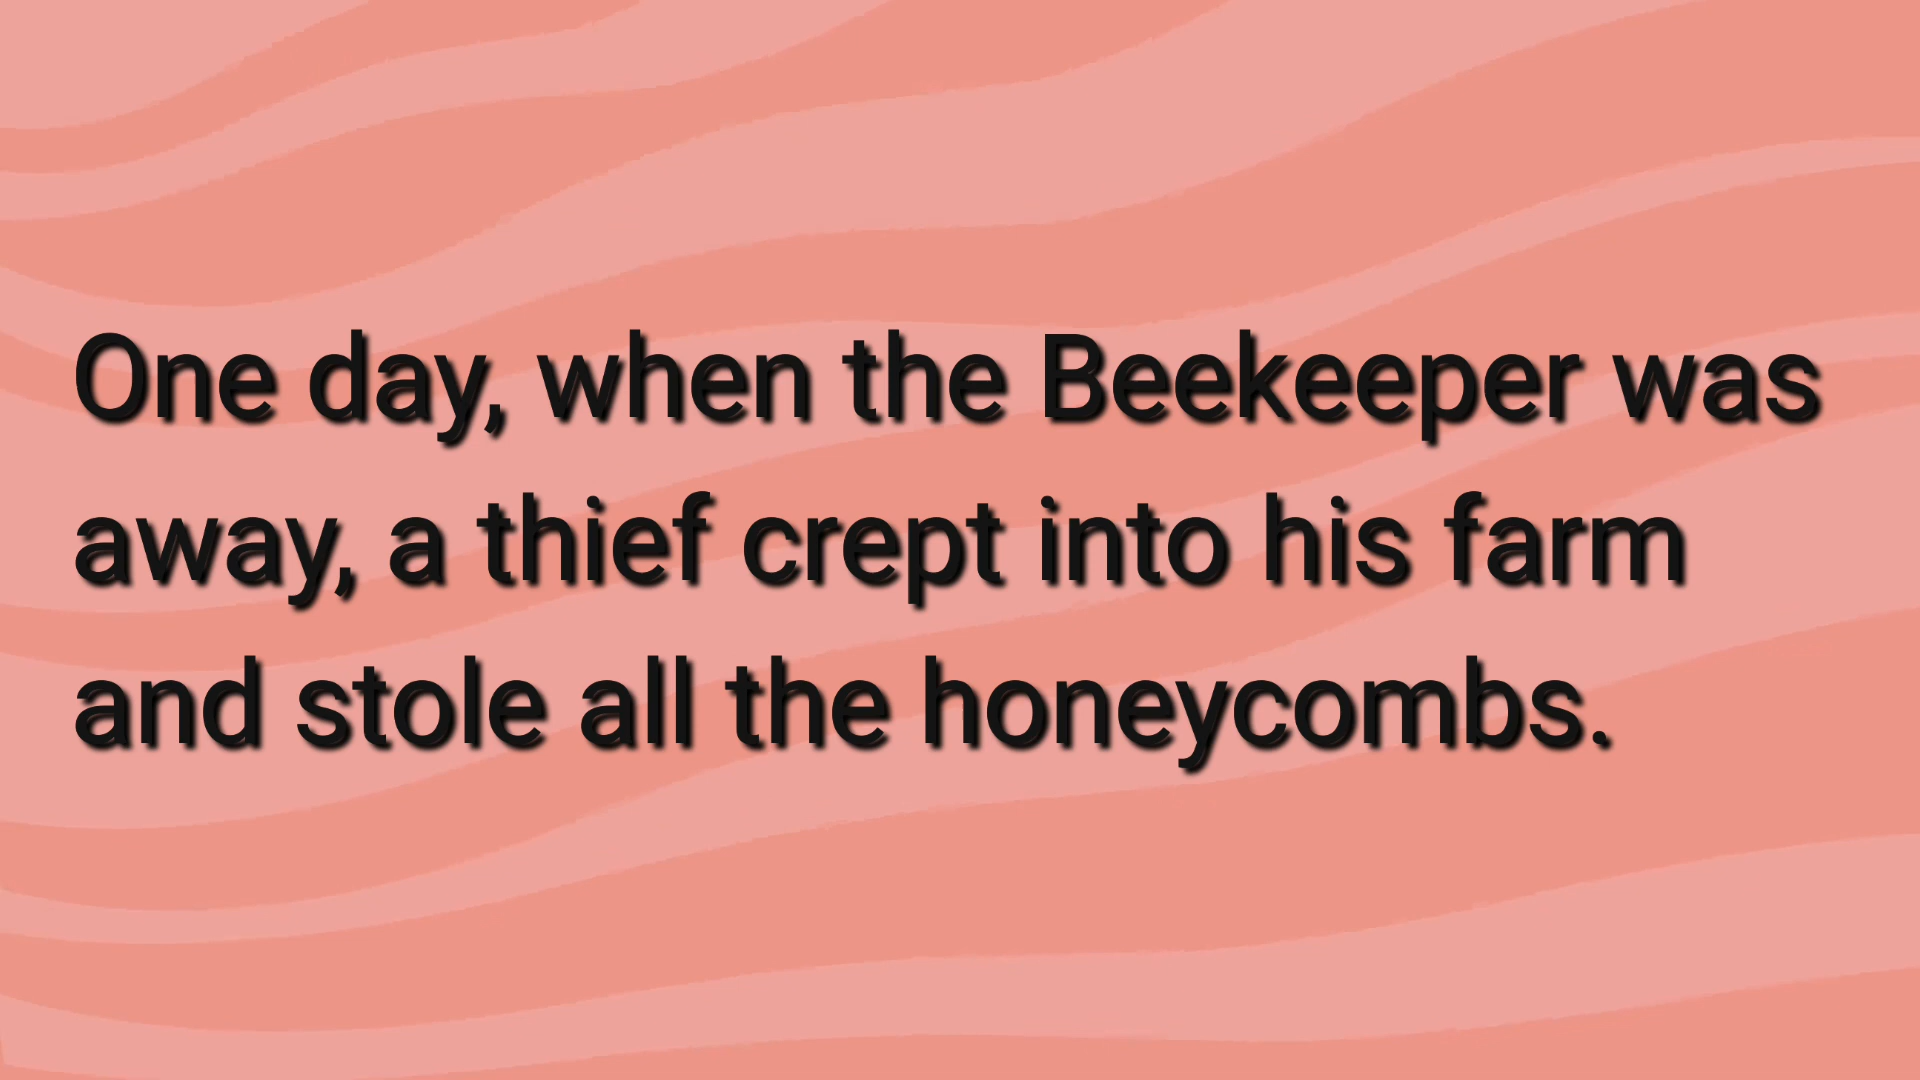 One day, when the Beekeeper was
away, a thief crept into his farm
and stole all the honeycombs.